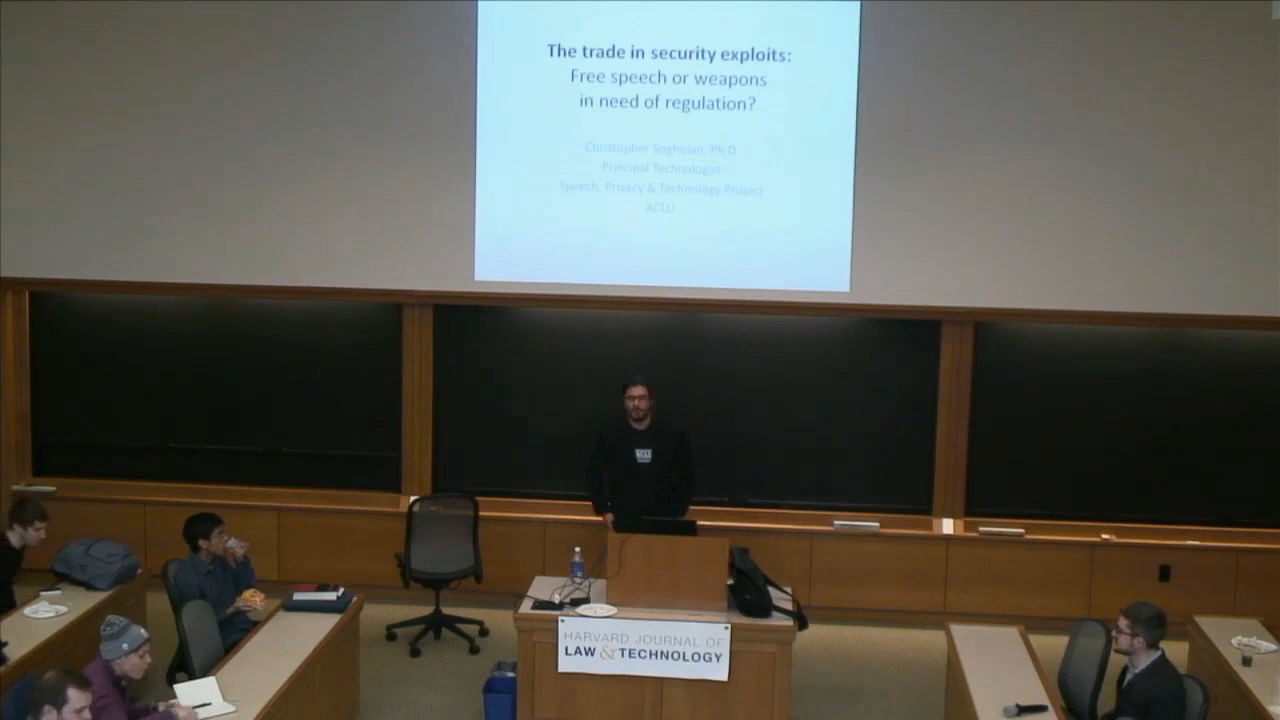 The trade in security exploits:
Free speech or weapons
in need of regulation?
Christopher Soghoian, Ph.D
Principal Technologist
Speech, Privacy & Technology Project
ACLU
ACLU
HARVARD JOURNAL OF
LAW & TECHNOLOGY